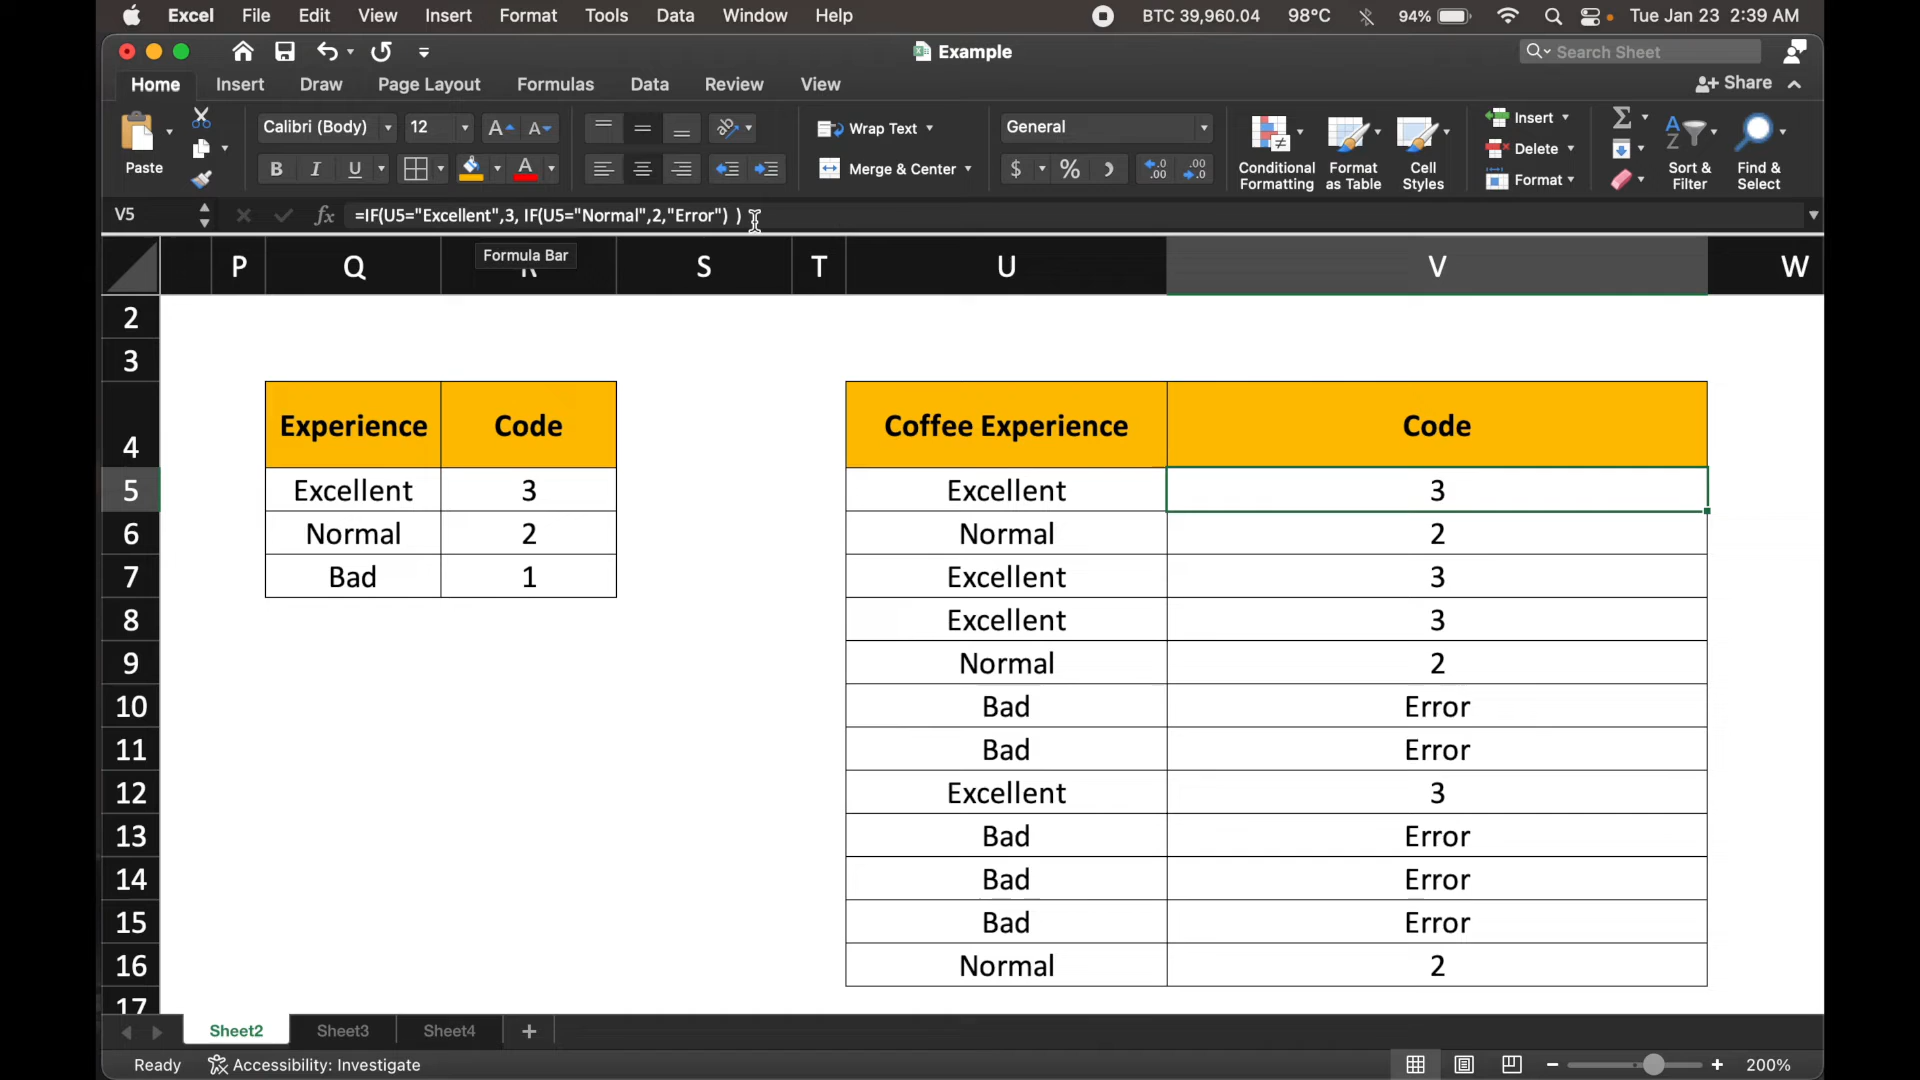 Excel File Edit View Insert Format Tools Data Window Help BTC 39,960.04 98°C 94% Tue Jan 23 2:39 AM
Example
Search Sheet
Home Insert Draw Page Layout Formulas Data Review View
Share
Paste
Calibri (Body) 12
B I U A
Wrap Text
Merge & Center
General
$ % .00
Conditional Formatting
Format as Table
Cell Styles
Insert
Delete
Format
Sort & Filter
Find & Select
V5 fx =IF(U5="Excellent",3, IF(U5="Normal",2,"Error") )
Formula Bar
P Q R S T U V W
2
3
4 Experience Code Coffee Experience Code
5 Excellent 3 Excellent 3
6 Normal 2 Normal 2
7 Bad 1 Excellent 3
8 Excellent 3
9 Normal 2
10 Bad Error
11 Bad Error
12 Excellent 3
13 Bad Error
14 Bad Error
15 Bad Error
16 Normal 2
17
Sheet2 Sheet3 Sheet4 +
Ready Accessibility: Investigate 200%